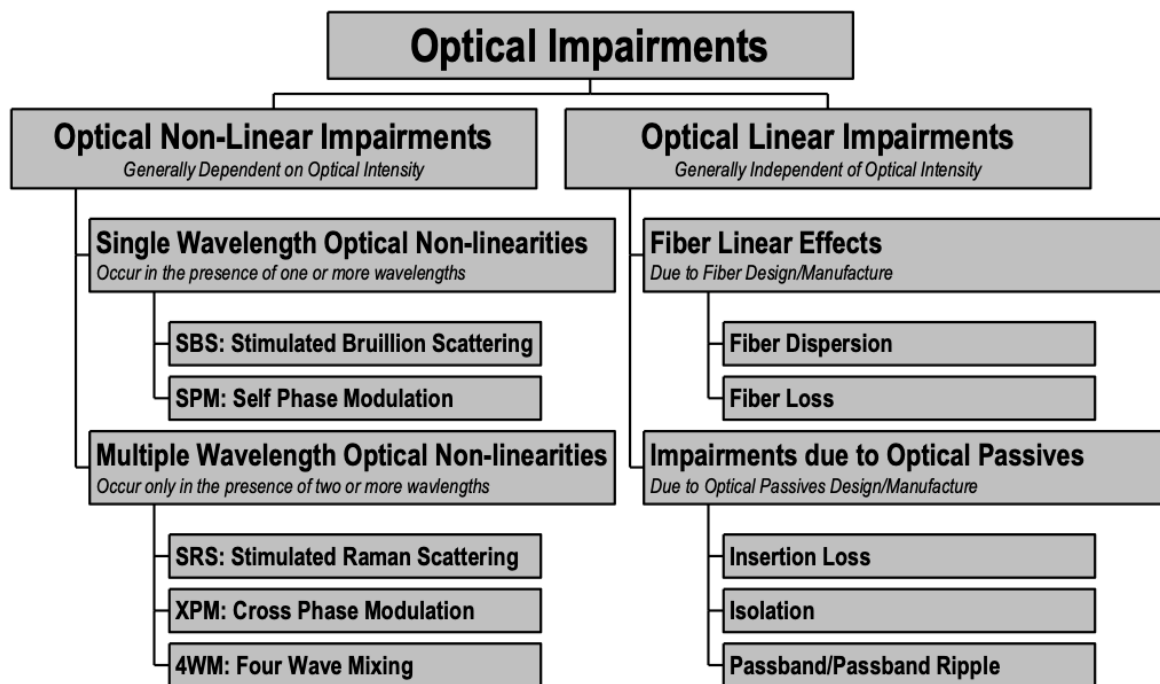 Optical Impairments
Optical Non-Linear Impairments
Generally Dependent on Optical Intensity
Single Wavelength Optical Non-linearities
Occur in the presence of one or more wavelengths
SBS: Stimulated Bruillion Scattering
SPM: Self Phase Modulation
Multiple Wavelength Optical Non-linearities
Occur only in the presence of two or more wavlengths
SRS: Stimulated Raman Scattering
XPM: Cross Phase Modulation
4WM: Four Wave Mixing
Optical Linear Impairments
Generally Independent of Optical Intensity
Fiber Linear Effects
Due to Fiber Design/Manufacture
Fiber Dispersion
Fiber Loss
Impairments due to Optical Passives
Due to Optical Passives Design/Manufacture
Insertion Loss
Isolation
Passband/Passband Ripple